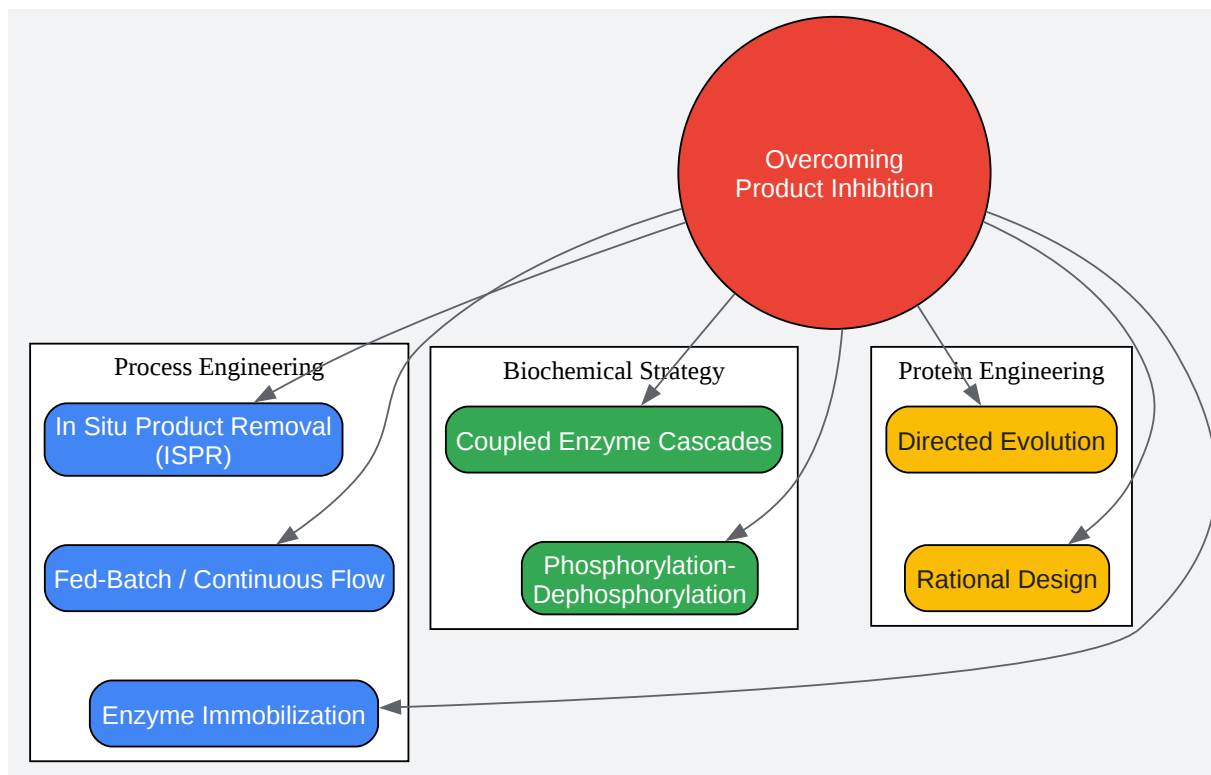 Overcoming
Product Inhibition
Process Engineering
In Situ Product Removal
(ISPR)
Fed-Batch / Continuous Flow
Enzyme Immobilization
Biochemical Strategy
Coupled Enzyme Cascades
Phosphorylation-
Dephosphorylation
Protein Engineering
Directed Evolution
Rational Design